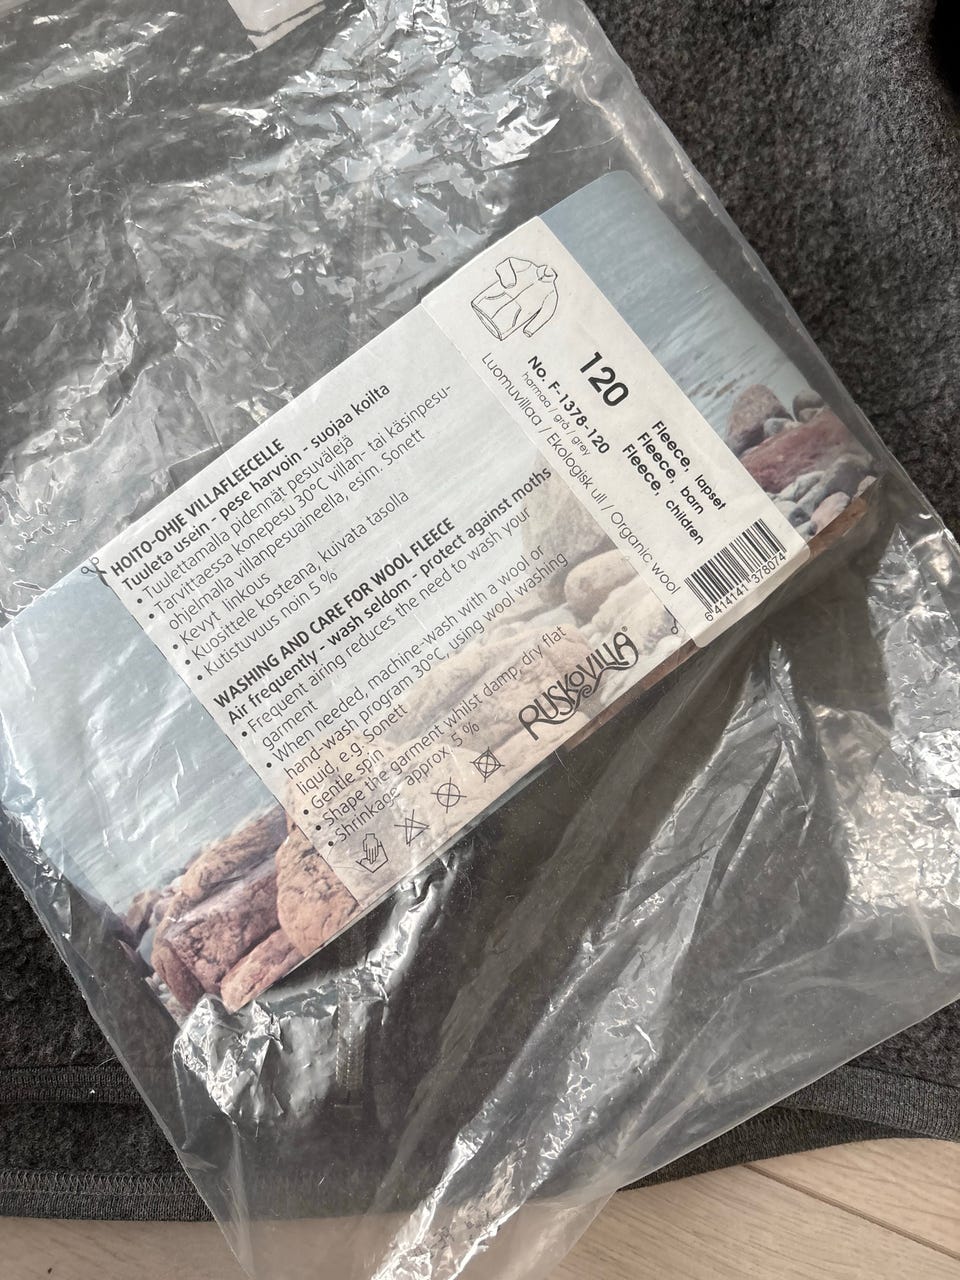 120
Fleece, lapset
Fleece, barn
Fleece, children
No. F-1378-120
harmaa / grå / grey
Luomuvilla / Ekologisk ull / Organic wool
6 414141 378074
HOITO-OHJE VILLAFLEECELLE
Tuuleta usein - pese harvoin - suojaa koilta
• Tuulettamalla pidennät pesuvälejä
• Tarvittaessa konepesu 30°C villan- tai käsinpesu-
ohjelmalla villanpesuaineella, esim. Sonett
• Kevyt linkous
• Kuosittele kosteana, kuivata tasolla
• Kutistuvuus noin 5 %
WASHING AND CARE FOR WOOL FLEECE
Air frequently - wash seldom - protect against moths
• Frequent airing reduces the need to wash your
garment
• When needed, machine-wash with a wool or
hand-wash program 30°C, using wool washing
liquid, e.g. Sonett
• Gentle spin
• Shape the garment whilst damp, dry flat
• Shrinkage approx 5 %
RUSKOVILLA®